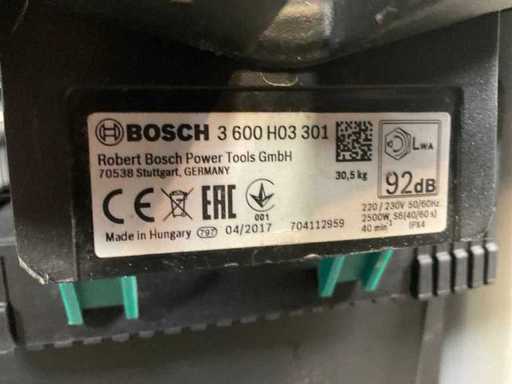 BOSCH 3 600 H03 301
Robert Bosch Power Tools GmbH
70538 Stuttgart, GERMANY
30,5 kg
LWA
92dB
CE EAC
001
220 / 230V 50/60Hz
2500W, S6(40/60 s)
40 min⁻¹ IPX4
Made in Hungary 797 04/2017 704112959